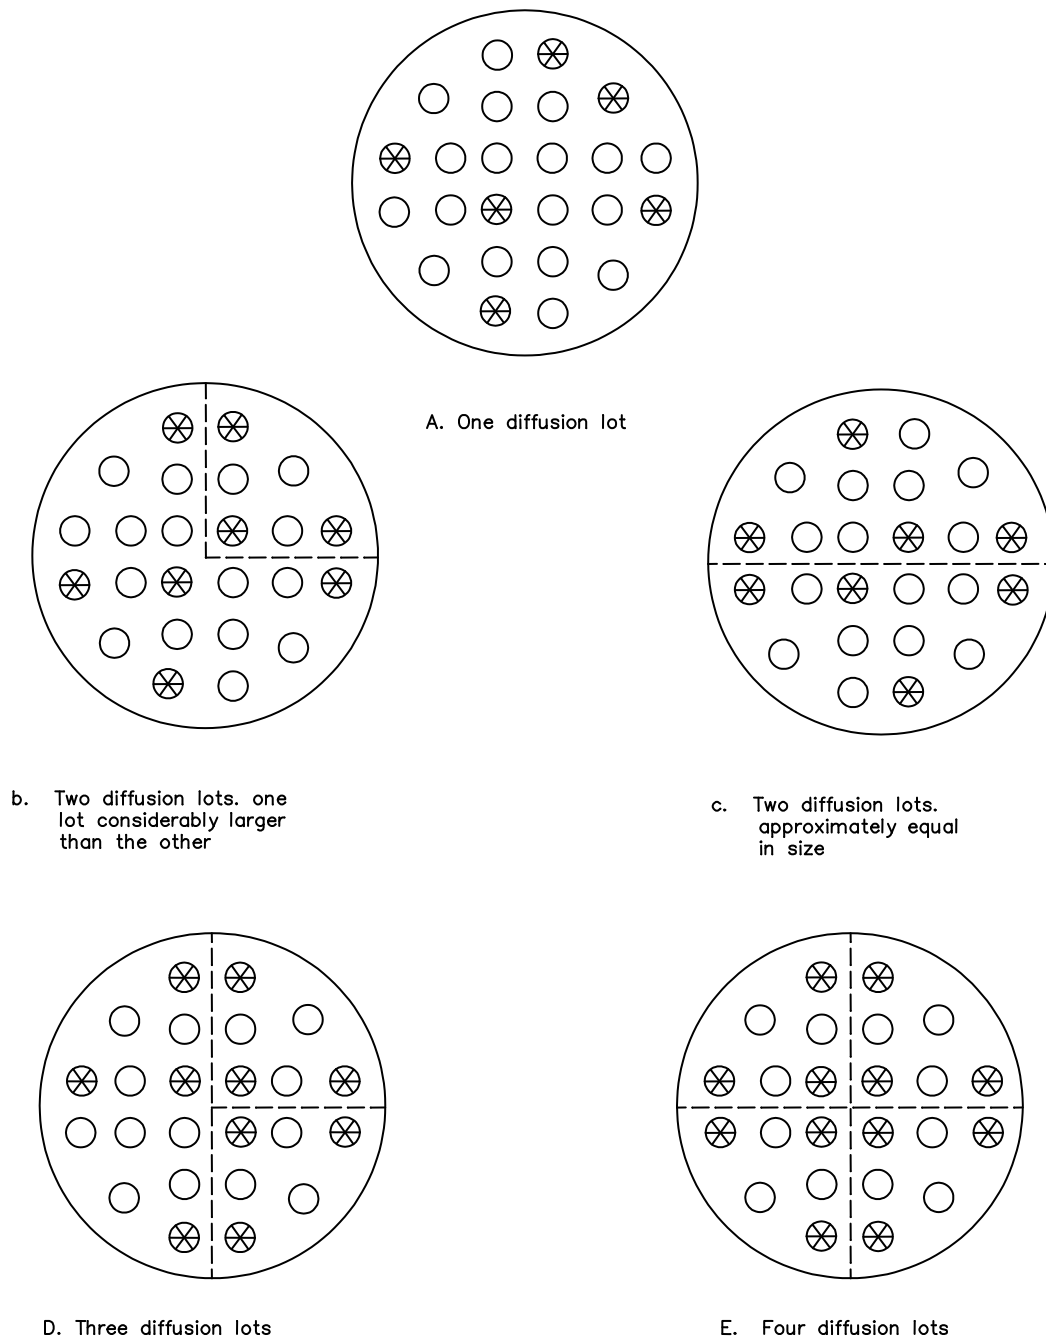 A. One diffusion lot
b. Two diffusion lots. one
lot considerably larger
than the other
c. Two diffusion lots.
approximately equal
in size
D. Three diffusion lots
E. Four diffusion lots